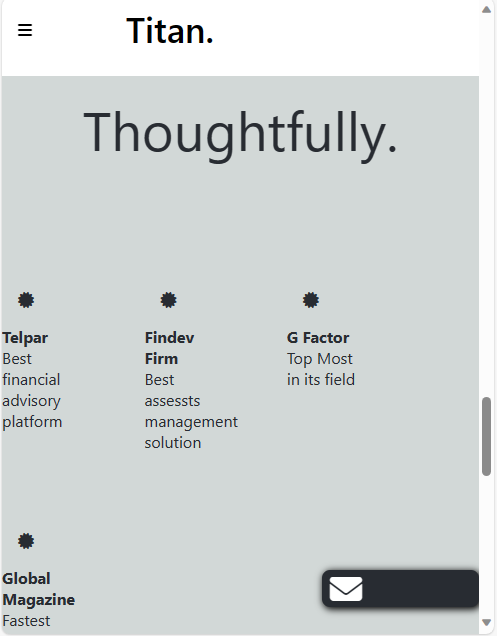 Titan.
Thoughtfully.
Telpar
Best
financial
advisory
platform
Findev
Firm
Best
assessts
management
solution
G Factor
Top Most
in its field
Global
Magazine
Fastest